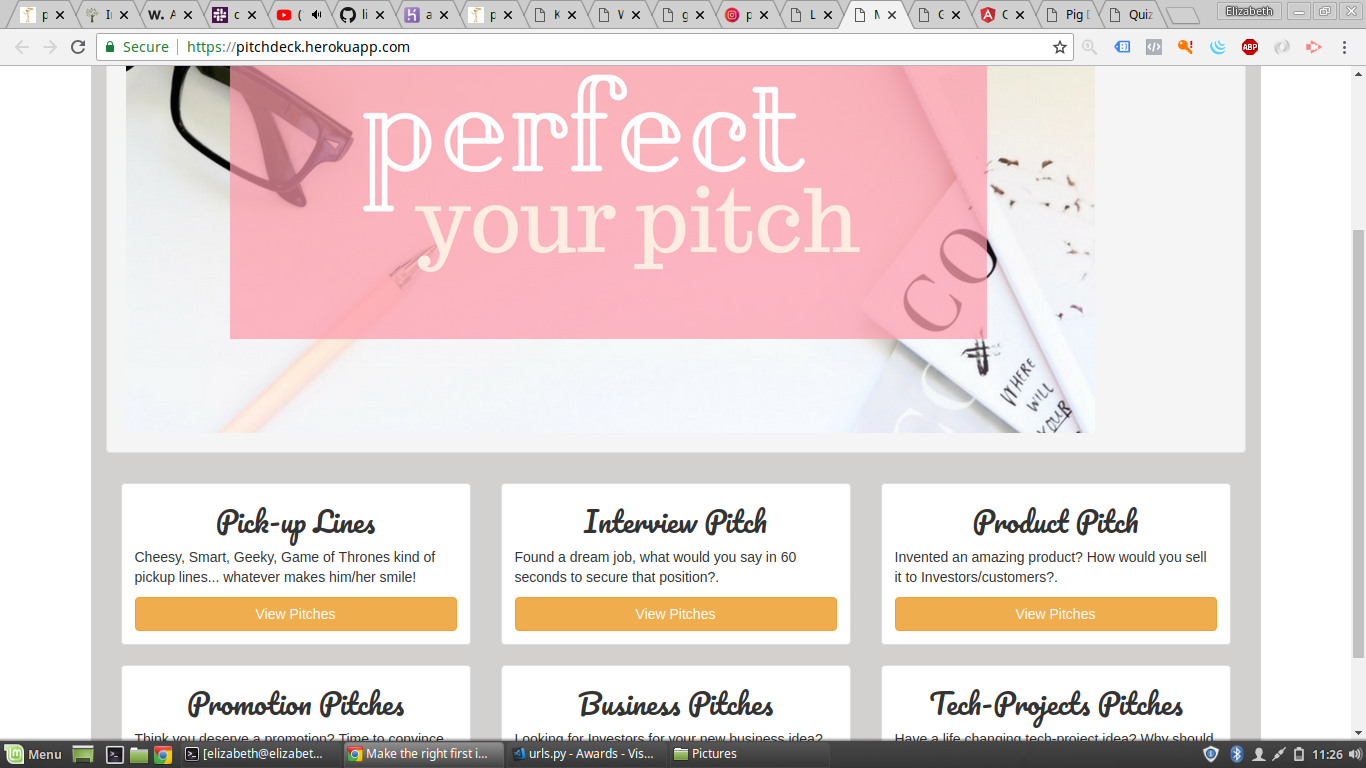 p
In
W. A
c
(
li
a
p
K
W
g
p
L
M
G
C
Pig D
Quiz
Elizabeth
Secure
https://pitchdeck.herokuapp.com
ABP
perfect
your pitch
CO
#
WHERE
WILL
YOUR
Pick-up Lines
Cheesy, Smart, Geeky, Game of Thrones kind of
pickup lines... whatever makes him/her smile!
View Pitches
Interview Pitch
Found a dream job, what would you say in 60
seconds to secure that position?.
View Pitches
Product Pitch
Invented an amazing product? How would you sell
it to Investors/customers?.
View Pitches
Promotion Pitches
Think you deserve a promotion? Time to convince
Business Pitches
Looking for Investors for your new business idea?
Tech-Projects Pitches
Have a life changing tech-project idea? Why should
Menu
[elizabeth@elizabet...
Make the right first i...
urls.py - Awards - Vis...
Pictures
11:26